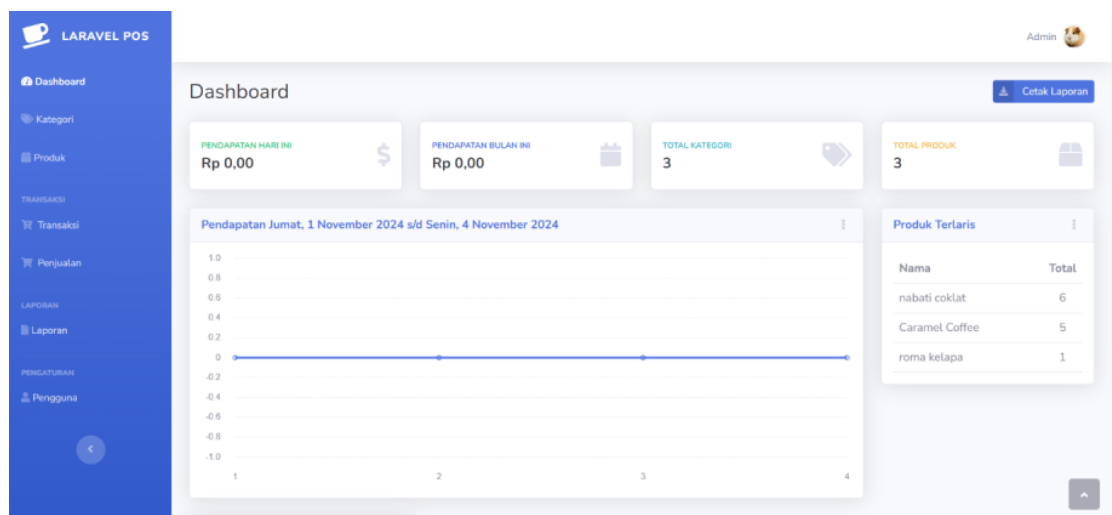 LARAVEL POS
Admin
Dashboard
Kategori
Produk
TRANSAKSI
Transaksi
Penjualan
LAPORAN
Laporan
PENGATURAN
Pengguna
Dashboard
Cetak Laporan
PENDAPATAN HARI INI
Rp 0,00
PENDAPATAN BULAN INI
Rp 0,00
TOTAL KATEGORI
3
TOTAL PRODUK
3
Pendapatan Jumat, 1 November 2024 s/d Senin, 4 November 2024
1.0
0.8
0.6
0.4
0.2
0
-0.2
-0.4
-0.6
-0.8
-1.0
1 2 3 4
Produk Terlaris
Nama Total
nabati coklat 6
Caramel Coffee 5
roma kelapa 1